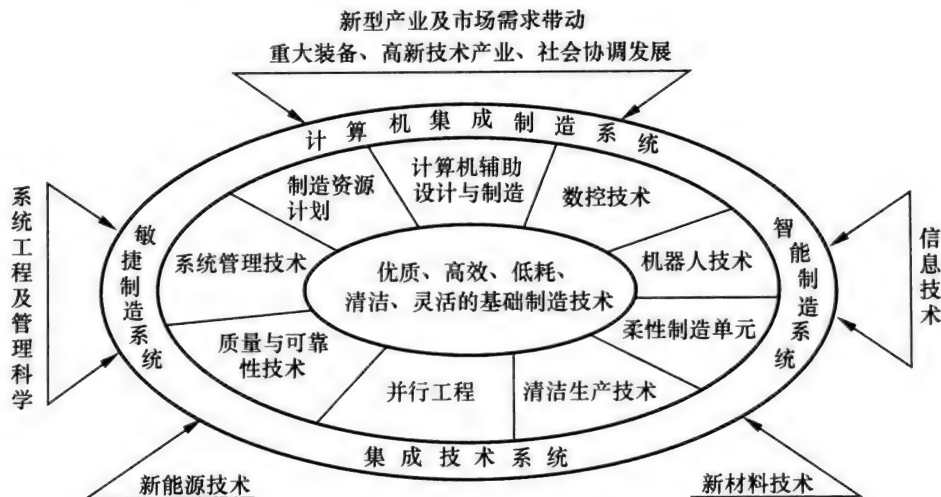 新型产业及市场需求带动
重大装备、高新技术产业、社会协调发展
计算机集成制造系统
计算机辅助
设计与制造
制造资源
计划
数控技术
系统工程及管理科学
敏捷制造系统
系统管理技术
优质、高效、低耗、
清洁、灵活的基础制造技术
机器人技术
智能制造系统
信息技术
质量与可靠
性技术
柔性制造单元
并行工程
清洁生产技术
集成技术系统
新能源技术
新材料技术